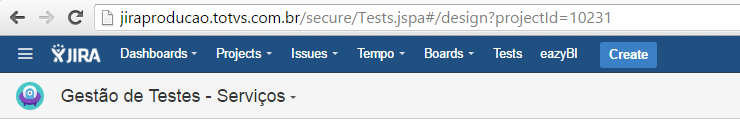 jiraproducao.totvs.com.br/secure/Tests.jspa#/design?projectId=10231
JIRA Dashboards Projects Issues Tempo Boards Tests eazyBI Create
Gestão de Testes - Serviços